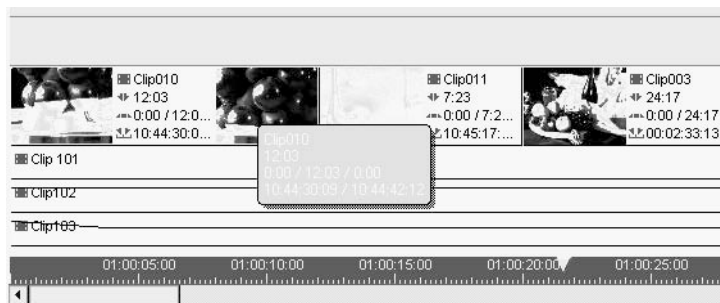 Clip010
12:03
0:00 / 12:0...
10:44:30:0...
Clip011
7:23
0:00 / 7:2...
10:45:17:...
Clip003
24:17
0:00 / 24:17
00:02:33:13
Clip010
12:03
0:00 / 12:03 / 0:00
10:44:30:09 / 10:44:42:12
Clip 101
Clip102
Clip103
01:00:05:00 01:00:10:00 01:00:15:00 01:00:20:00 01:00:25:00